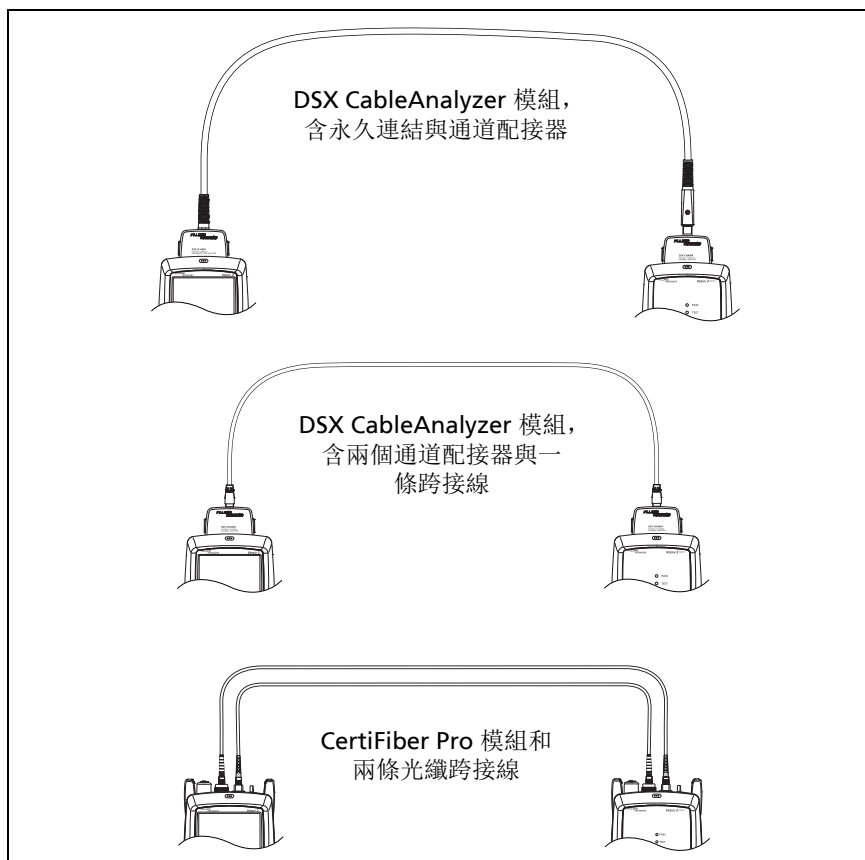 DSX CableAnalyzer 模組，
含永久連結與通道配接器
DSX CableAnalyzer 模組，
含兩個通道配接器與一
條跨接線
CertiFiber Pro 模組和
兩條光纖跨接線